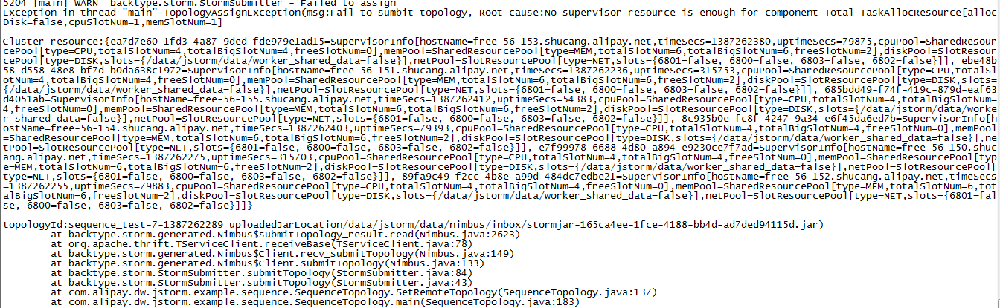 5204 [main] WARN  backtype.storm.StormSubmitter - Failed to assign
Exception in thread "main" TopologyAssignException(msg:Fail to sumbit topology, Root cause:No supervisor resource is enough for component Total TaskAllocResource[alloc
Disk=false,cpuSlotNum=1,memSlotNum=1]
Cluster resource:{ea7d7e60-1fd3-4a87-9ded-fde979e1ad15=SupervisorInfo[hostName=free-56-153.shucang.alipay.net,timeSecs=1387262380,uptimeSecs=79875,cpuPool=SharedResour
cePool[type=CPU,totalSlotNum=4,totalBigSlotNum=4,freeSlotNum=0],memPool=SharedResourcePool[type=MEM,totalSlotNum=6,totalBigSlotNum=6,freeSlotNum=2],diskPool=SlotResour
cePool[type=DISK,slots={/data/jstorm/data/worker_shared_data=false}],netPool=SlotResourcePool[type=NET,slots={6801=false, 6800=false, 6803=false, 6802=false}]], ebe48b
58-d558-48e8-bf7d-b0da638c1972=SupervisorInfo[hostName=free-56-151.shucang.alipay.net,timeSecs=1387262236,uptimeSecs=315753,cpuPool=SharedResourcePool[type=CPU,totalSl
otNum=4,totalBigSlotNum=4,freeSlotNum=0],memPool=SharedResourcePool[type=MEM,totalSlotNum=6,totalBigSlotNum=6,freeSlotNum=2],diskPool=SlotResourcePool[type=DISK,slots=
{/data/jstorm/data/worker_shared_data=false}],netPool=SlotResourcePool[type=NET,slots={6801=false, 6800=false, 6803=false, 6802=false}]], 685bdd49-f74f-419c-879d-eaf63
d4051ab=SupervisorInfo[hostName=free-56-155.shucang.alipay.net,timeSecs=1387262412,uptimeSecs=54383,cpuPool=SharedResourcePool[type=CPU,totalSlotNum=4,totalBigSlotNum=
4,freeSlotNum=0],memPool=SharedResourcePool[type=MEM,totalSlotNum=6,totalBigSlotNum=6,freeSlotNum=2],diskPool=SlotResourcePool[type=DISK,slots={/data/jstorm/data/worke
r_shared_data=false}],netPool=SlotResourcePool[type=NET,slots={6801=false, 6800=false, 6803=false, 6802=false}]], 8c935b0e-fc8f-4247-9a34-e6f45da6ed7b=SupervisorInfo[h
ostName=free-56-154.shucang.alipay.net,timeSecs=1387262403,uptimeSecs=79393,cpuPool=SharedResourcePool[type=CPU,totalSlotNum=4,totalBigSlotNum=4,freeSlotNum=0],memPool
=SharedResourcePool[type=MEM,totalSlotNum=6,totalBigSlotNum=6,freeSlotNum=2],diskPool=SlotResourcePool[type=DISK,slots={/data/jstorm/data/worker_shared_data=false}],ne
tPool=SlotResourcePool[type=NET,slots={6801=false, 6800=false, 6803=false, 6802=false}]], e7f99978-6688-4d80-a894-e9230ce7f7ad=SupervisorInfo[hostName=free-56-150.shuc
ang.alipay.net,timeSecs=1387262275,uptimeSecs=315703,cpuPool=SharedResourcePool[type=CPU,totalSlotNum=4,totalBigSlotNum=4,freeSlotNum=0],memPool=SharedResourcePool[typ
e=MEM,totalSlotNum=6,totalBigSlotNum=6,freeSlotNum=2],diskPool=SlotResourcePool[type=DISK,slots={/data/jstorm/data/worker_shared_data=false}],netPool=SlotResourcePool[
type=NET,slots={6801=false, 6800=false, 6803=false, 6802=false}]], 89fa9c49-f2cc-4b8e-a99d-484dc7edbe21=SupervisorInfo[hostName=free-56-152.shucang.alipay.net,timeSecs
=1387262255,uptimeSecs=79883,cpuPool=SharedResourcePool[type=CPU,totalSlotNum=4,totalBigSlotNum=4,freeSlotNum=0],memPool=SharedResourcePool[type=MEM,totalSlotNum=6,tot
alBigSlotNum=6,freeSlotNum=2],diskPool=SlotResourcePool[type=DISK,slots={/data/jstorm/data/worker_shared_data=false}],netPool=SlotResourcePool[type=NET,slots={6801=fal
se, 6800=false, 6803=false, 6802=false}]]}
topologyId:sequence_test-7-1387262289 uploadedJarLocation/data/jstorm/data/nimbus/inbox/stormjar-165ca4ee-1fce-4188-bb4d-ad7ded94115d.jar)
at backtype.storm.generated.Nimbus$submitTopology_result.read(Nimbus.java:2623)
at org.apache.thrift.TServiceClient.receiveBase(TServiceClient.java:78)
at backtype.storm.generated.Nimbus$Client.recv_submitTopology(Nimbus.java:149)
at backtype.storm.generated.Nimbus$Client.submitTopology(Nimbus.java:133)
at backtype.storm.StormSubmitter.submitTopology(StormSubmitter.java:84)
at backtype.storm.StormSubmitter.submitTopology(StormSubmitter.java:43)
at com.alipay.dw.jstorm.example.sequence.SequenceTopology.SetRemoteTopology(SequenceTopology.java:137)
at com.alipay.dw.jstorm.example.sequence.SequenceTopology.main(SequenceTopology.java:183)